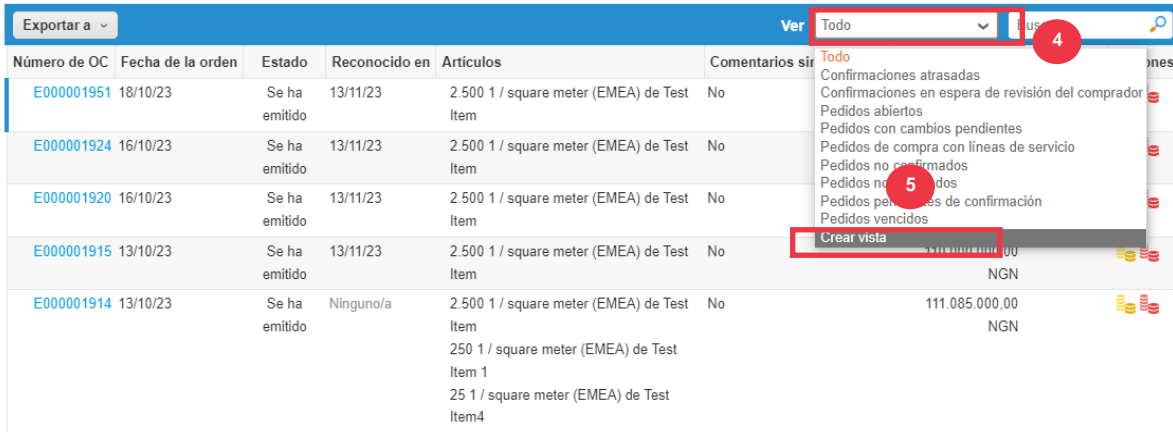 Exportar a
Ver Todo
4
Número de OC Fecha de la orden Estado Reconocido en Artículos Comentarios sin
Todo
Confirmaciones atrasadas
Confirmaciones en espera de revisión del comprador
Pedidos abiertos
Pedidos con cambios pendientes
Pedidos de compra con líneas de servicio
Pedidos no confirmados
Pedidos no
5
Pedidos de confirmación
Pedidos vencidos
Crear vista
E000001951 18/10/23 Se ha 13/11/23 2.500 1 / square meter (EMEA) de Test No
emitido Item
E000001924 16/10/23 Se ha 13/11/23 2.500 1 / square meter (EMEA) de Test No
emitido Item
E000001920 16/10/23 Se ha 13/11/23 2.500 1 / square meter (EMEA) de Test No
emitido Item
E000001915 13/10/23 Se ha 13/11/23 2.500 1 / square meter (EMEA) de Test No
emitido Item NGN
E000001914 13/10/23 Se ha Ninguno/a 2.500 1 / square meter (EMEA) de Test No 111.085.000,00
emitido Item NGN
250 1 / square meter (EMEA) de Test
Item 1
25 1 / square meter (EMEA) de Test
Item4